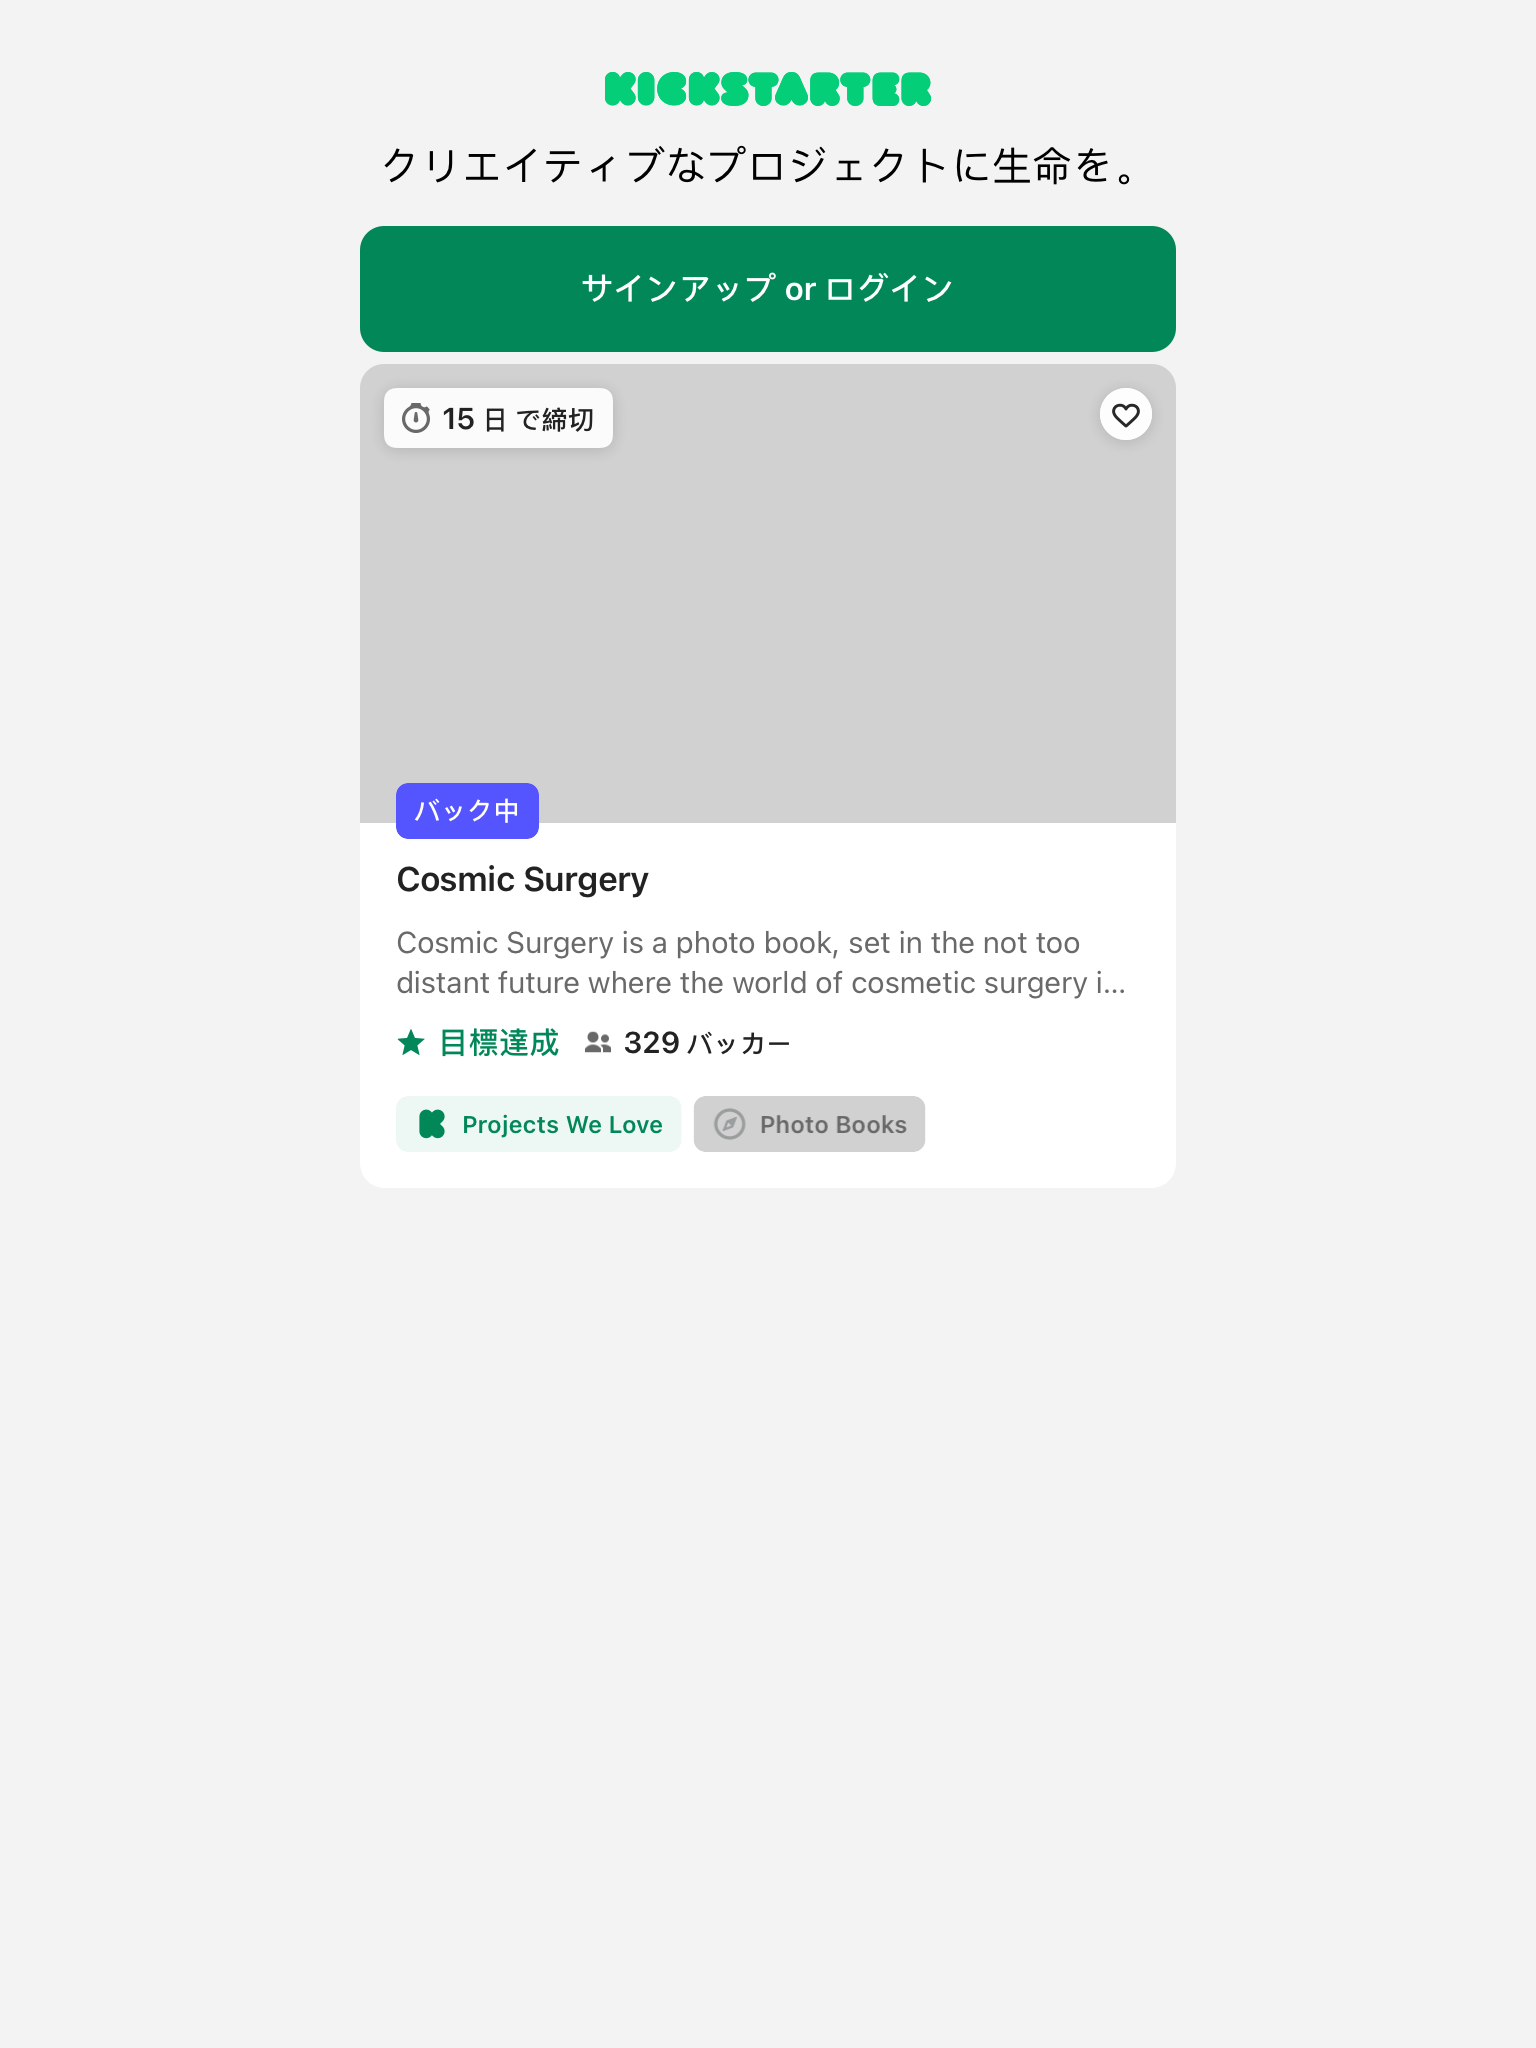 KICKSTARTER
クリエイティブなプロジェクトに生命を。
サインアップ or ログイン
15 日 で締切
バック中
Cosmic Surgery
Cosmic Surgery is a photo book, set in the not too
distant future where the world of cosmetic surgery i...
目標達成 329 バッカー
Projects We Love Photo Books